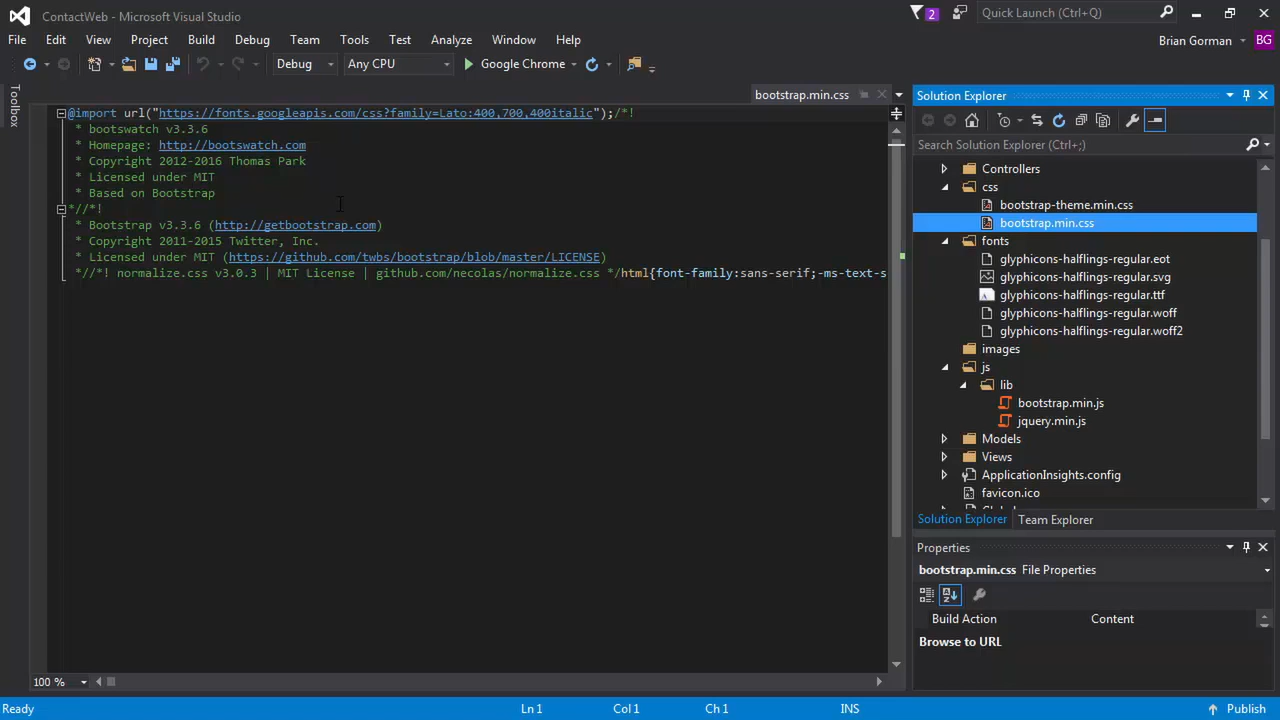 ContactWeb - Microsoft Visual Studio
2
Quick Launch (Ctrl+Q)
File Edit View Project Build Debug Team Tools Test Analyze Window Help
Brian Gorman BG
Debug Any CPU Google Chrome
Toolbox
bootstrap.min.css
@import url("https://fonts.googleapis.com/css?family=Lato:400,700,400italic");/*!
* bootswatch v3.3.6
* Homepage: http://bootswatch.com
* Copyright 2012-2016 Thomas Park
* Licensed under MIT
* Based on Bootstrap
*//*!
* Bootstrap v3.3.6 (http://getbootstrap.com)
* Copyright 2011-2015 Twitter, Inc.
* Licensed under MIT (https://github.com/twbs/bootstrap/blob/master/LICENSE)
*//*! normalize.css v3.0.3 | MIT License | github.com/necolas/normalize.css */html{font-family:sans-serif;-ms-text-s
100 %
Solution Explorer
Search Solution Explorer (Ctrl+;)
Controllers
css
bootstrap-theme.min.css
bootstrap.min.css
fonts
glyphicons-halflings-regular.eot
glyphicons-halflings-regular.svg
glyphicons-halflings-regular.ttf
glyphicons-halflings-regular.woff
glyphicons-halflings-regular.woff2
images
js
lib
bootstrap.min.js
jquery.min.js
Models
Views
ApplicationInsights.config
favicon.ico
Solution Explorer Team Explorer
Properties
bootstrap.min.css File Properties
Build Action Content
Browse to URL
Ready Ln 1 Col 1 Ch 1 INS Publish